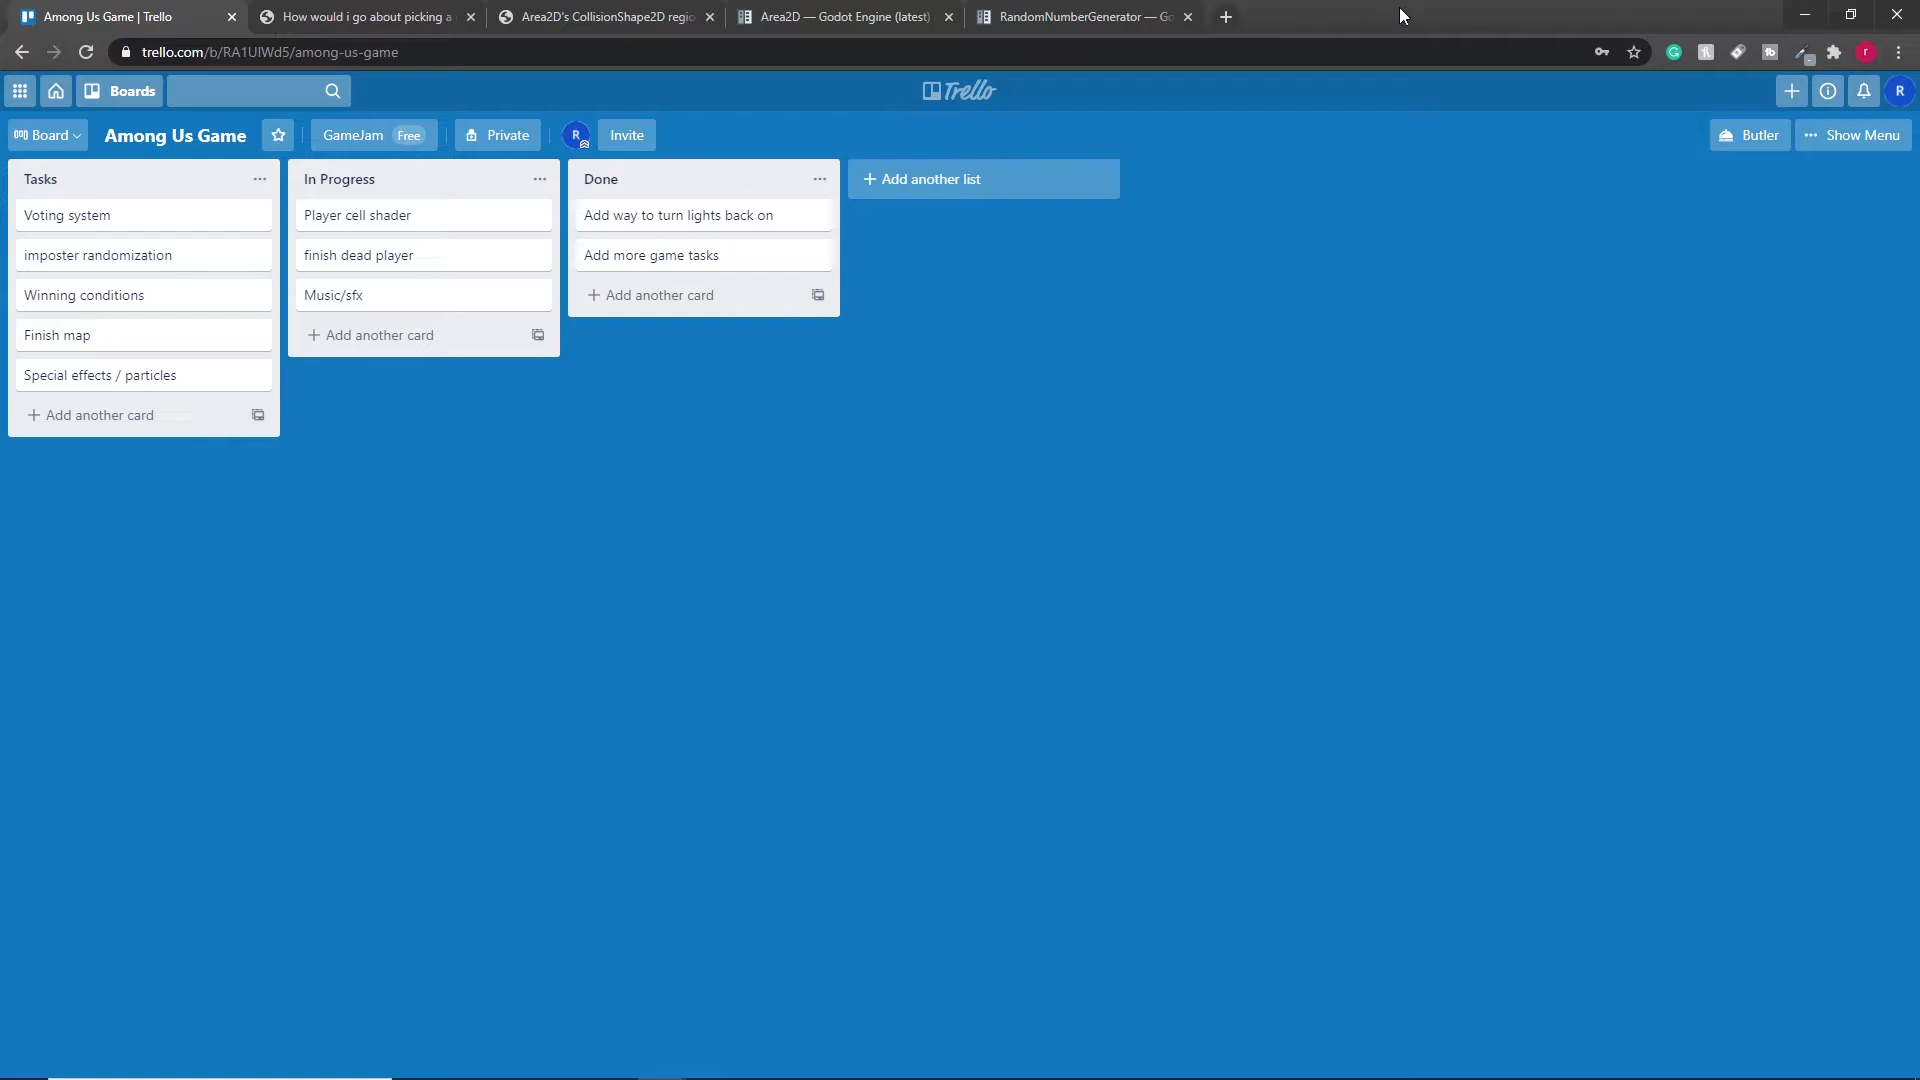 Among Us Game | Trello
How would i go about picking a
Area2D's CollisionShape2D regio
Area2D — Godot Engine (latest)
RandomNumberGenerator — Go
trello.com/b/RA1UlWd5/among-us-game
r
Boards
Trello
R
Board
Among Us Game
GameJam Free
Private
R
Invite
Butler
Show Menu
Tasks
Voting system
imposter randomization
Winning conditions
Finish map
Special effects / particles
+ Add another card
In Progress
Player cell shader
finish dead player
Music/sfx
+ Add another card
Done
Add way to turn lights back on
Add more game tasks
+ Add another card
+ Add another list